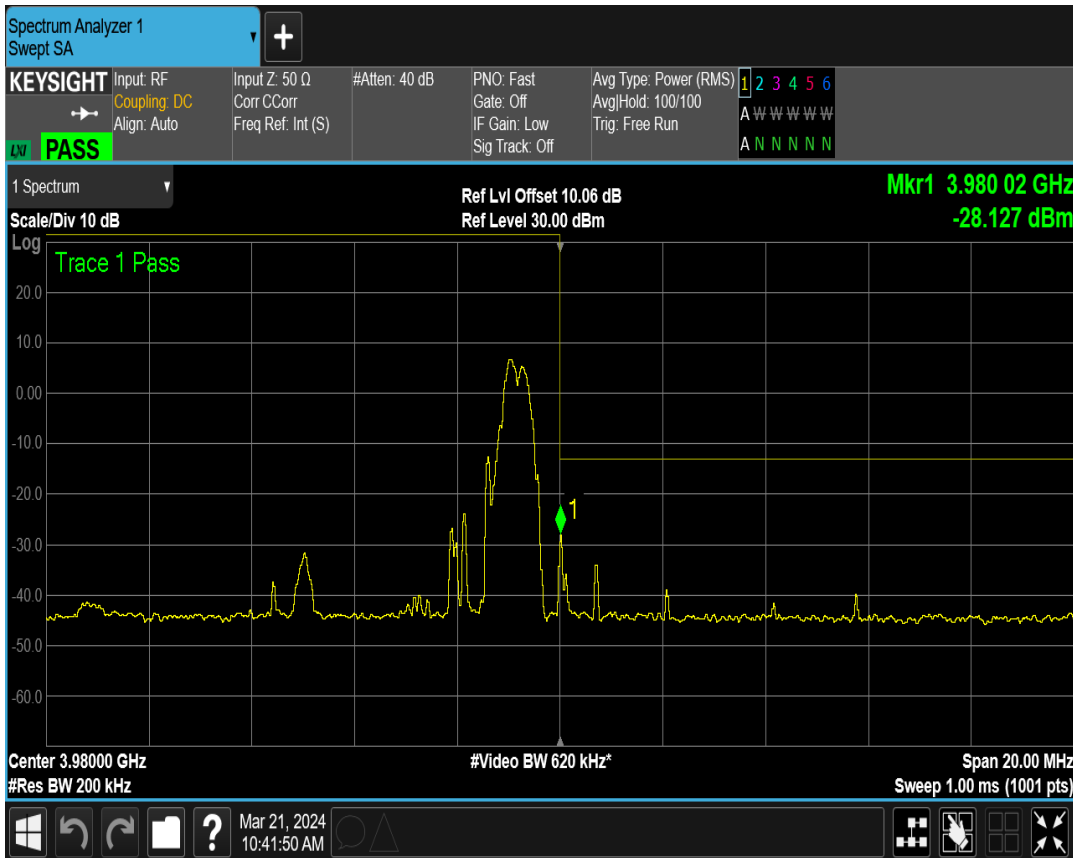 Spectrum Analyzer 1
Swept SA
+
KEYSIGHT
LXI PASS
Input: RF
Coupling: DC
Align: Auto
Input Z: 50 Ω
Corr CCorr
Freq Ref: Int (S)
#Atten: 40 dB
PNO: Fast
Gate: Off
IF Gain: Low
Sig Track: Off
Avg Type: Power (RMS)
Avg|Hold: 100/100
Trig: Free Run
1 2 3 4 5 6
A W W W W W
A N N N N N
1 Spectrum
Scale/Div 10 dB
Ref Lvl Offset 10.06 dB
Ref Level 30.00 dBm
Mkr1 3.980 02 GHz
-28.127 dBm
Log
Trace 1 Pass
20.0
10.0
0.00
-10.0
-20.0
1
-30.0
-40.0
-50.0
-60.0
Center 3.98000 GHz
#Res BW 200 kHz
#Video BW 620 kHz*
Span 20.00 MHz
Sweep 1.00 ms (1001 pts)
?
Mar 21, 2024
10:41:50 AM